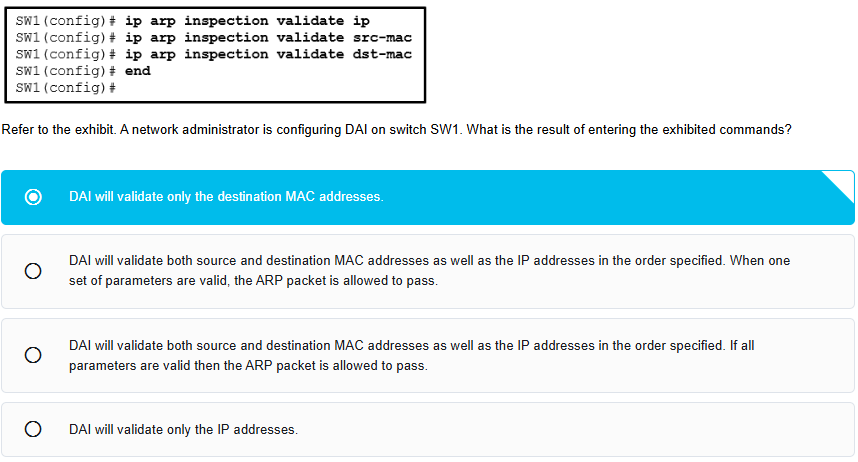 SW1(config)# ip arp inspection validate ip
SW1(config)# ip arp inspection validate src-mac
SW1(config)# ip arp inspection validate dst-mac
SW1(config)# end
SW1(config)#
Refer to the exhibit. A network administrator is configuring DAI on switch SW1. What is the result of entering the exhibited commands?
DAI will validate only the destination MAC addresses.
DAI will validate both source and destination MAC addresses as well as the IP addresses in the order specified. When one
set of parameters are valid, the ARP packet is allowed to pass.
DAI will validate both source and destination MAC addresses as well as the IP addresses in the order specified. If all
parameters are valid then the ARP packet is allowed to pass.
DAI will validate only the IP addresses.